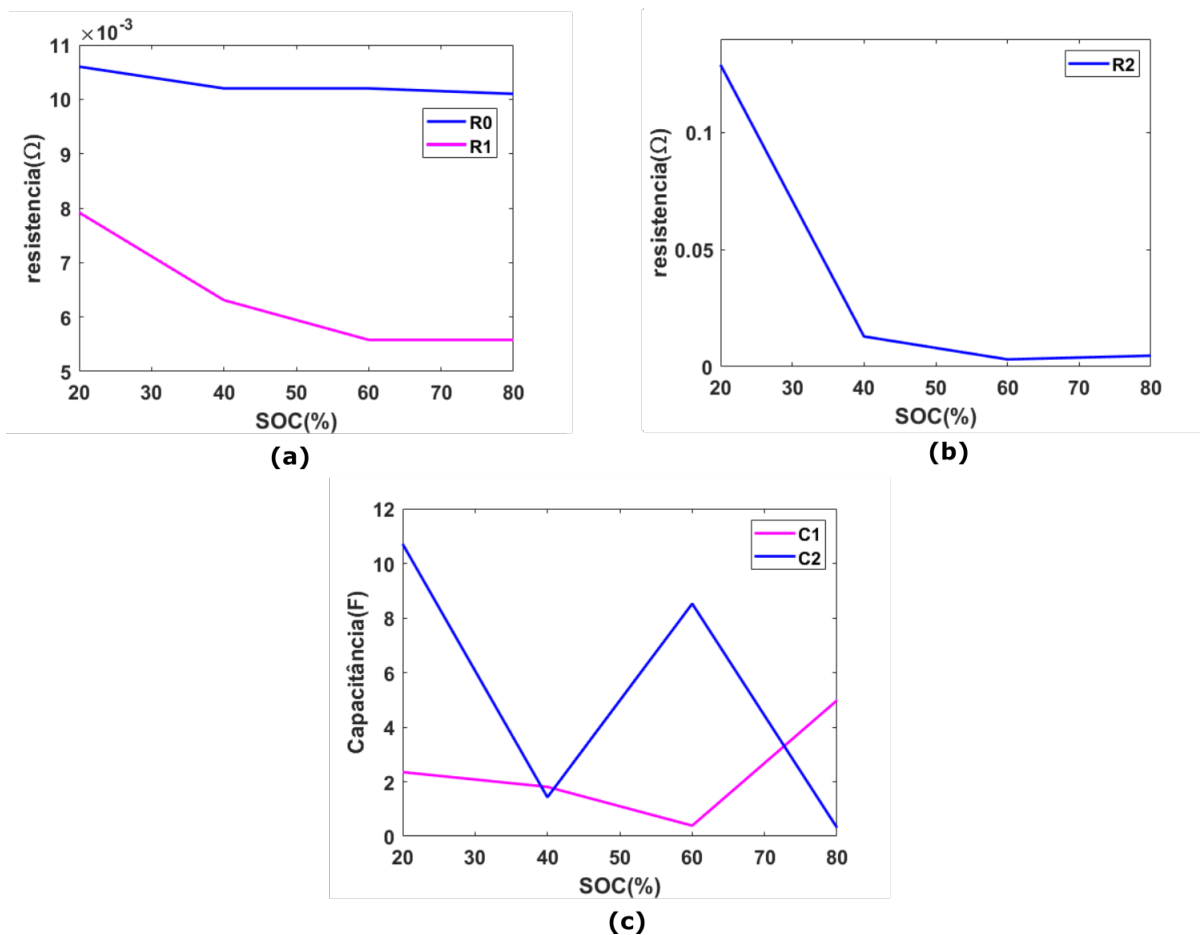 ×10⁻³
11
10
9
8
7
6
5
resistencia(Ω)
R0
R1
20 30 40 50 60 70 80
SOC(%)
(a)
R2
0.1
0.05
0
resistencia(Ω)
20 30 40 50 60 70 80
SOC(%)
(b)
12
10
8
6
4
2
0
Capacitância(F)
C1
C2
20 30 40 50 60 70 80
SOC(%)
(c)